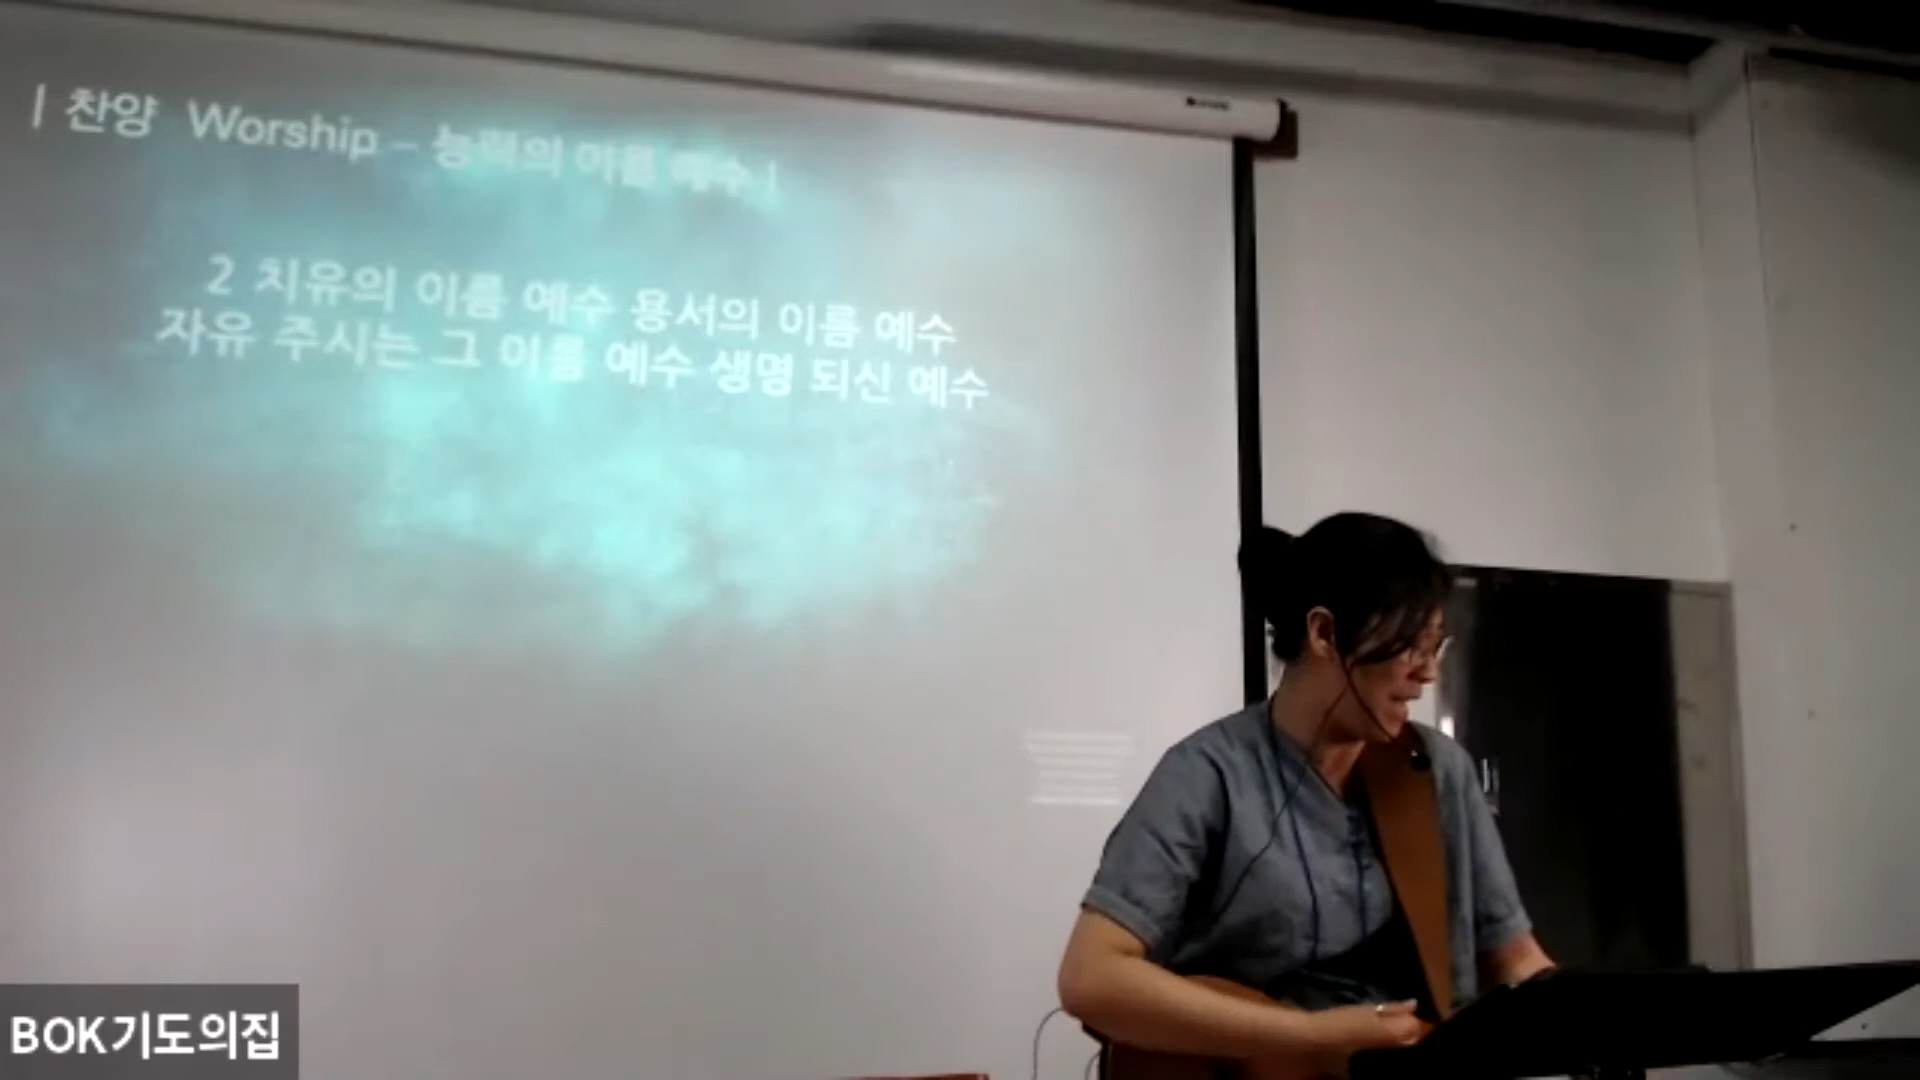 | 찬양 Worship - 능력의 이름 예수 |
2 치유의 이름 예수 용서의 이름 예수
자유 주시는 그 이름 예수 생명 되신 예수
BOK기도의집